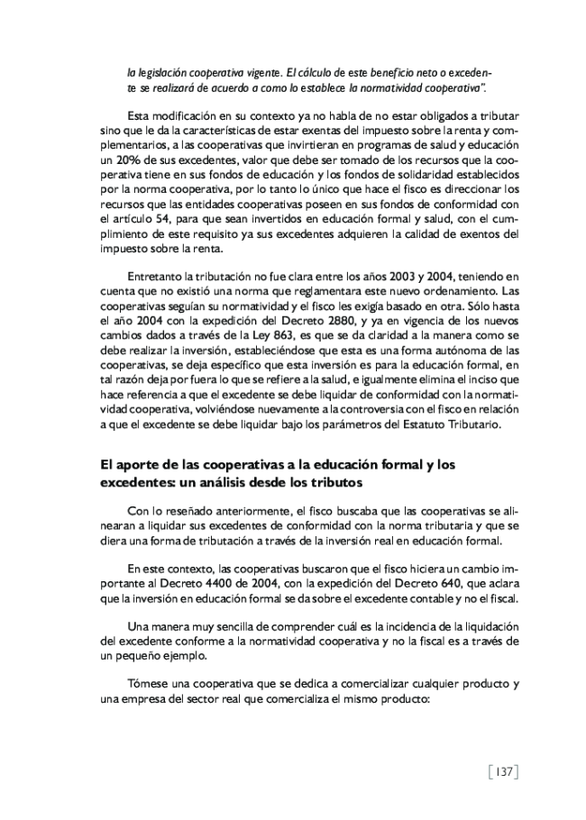 la legislación cooperativa vigente. El cálculo de este beneficio neto o exceden-
te se realizará de acuerdo a como lo establece la normatividad cooperativa”.
Esta modificación en su contexto ya no habla de no estar obligados a tributar
sino que le da la características de estar exentas del impuesto sobre la renta y com-
plementarios, a las cooperativas que invirtieran en programas de salud y educación
un 20% de sus excedentes, valor que debe ser tomado de los recursos que la coo-
perativa tiene en sus fondos de educación y los fondos de solidaridad establecidos
por la norma cooperativa, por lo tanto lo único que hace el fisco es direccionar los
recursos que las entidades cooperativas poseen en sus fondos de conformidad con
el artículo 54, para que sean invertidos en educación formal y salud, con el cum-
plimiento de este requisito ya sus excedentes adquieren la calidad de exentos del
impuesto sobre la renta.
Entretanto la tributación no fue clara entre los años 2003 y 2004, teniendo en
cuenta que no existió una norma que reglamentara este nuevo ordenamiento. Las
cooperativas seguían su normatividad y el fisco les exigía basado en otra. Sólo hasta
el año 2004 con la expedición del Decreto 2880, y ya en vigencia de los nuevos
cambios dados a través de la Ley 863, es que se da claridad a la manera como se
debe realizar la inversión, estableciéndose que esta es una forma autónoma de las
cooperativas, se deja específico que esta inversión es para la educación formal, en
tal razón deja por fuera lo que se refiere a la salud, e igualmente elimina el inciso que
hace referencia a que el excedente se debe liquidar de conformidad con la normati-
vidad cooperativa, volviéndose nuevamente a la controversia con el fisco en relación
a que el excedente se debe liquidar bajo los parámetros del Estatuto Tributario.
El aporte de las cooperativas a la educación formal y los
excedentes: un análisis desde los tributos
Con lo reseñado anteriormente, el fisco buscaba que las cooperativas se ali-
nearan a liquidar sus excedentes de conformidad con la norma tributaria y que se
diera una forma de tributación a través de la inversión real en educación formal.
En este contexto, las cooperativas buscaron que el fisco hiciera un cambio im-
portante al Decreto 4400 de 2004, con la expedición del Decreto 640, que aclara
que la inversión en educación formal se da sobre el excedente contable y no el fiscal.
Una manera muy sencilla de comprender cuál es la incidencia de la liquidación
del excedente conforme a la normatividad cooperativa y no la fiscal es a través de
un pequeño ejemplo.
Tómese una cooperativa que se dedica a comercializar cualquier producto y
una empresa del sector real que comercializa el mismo producto:
[137]